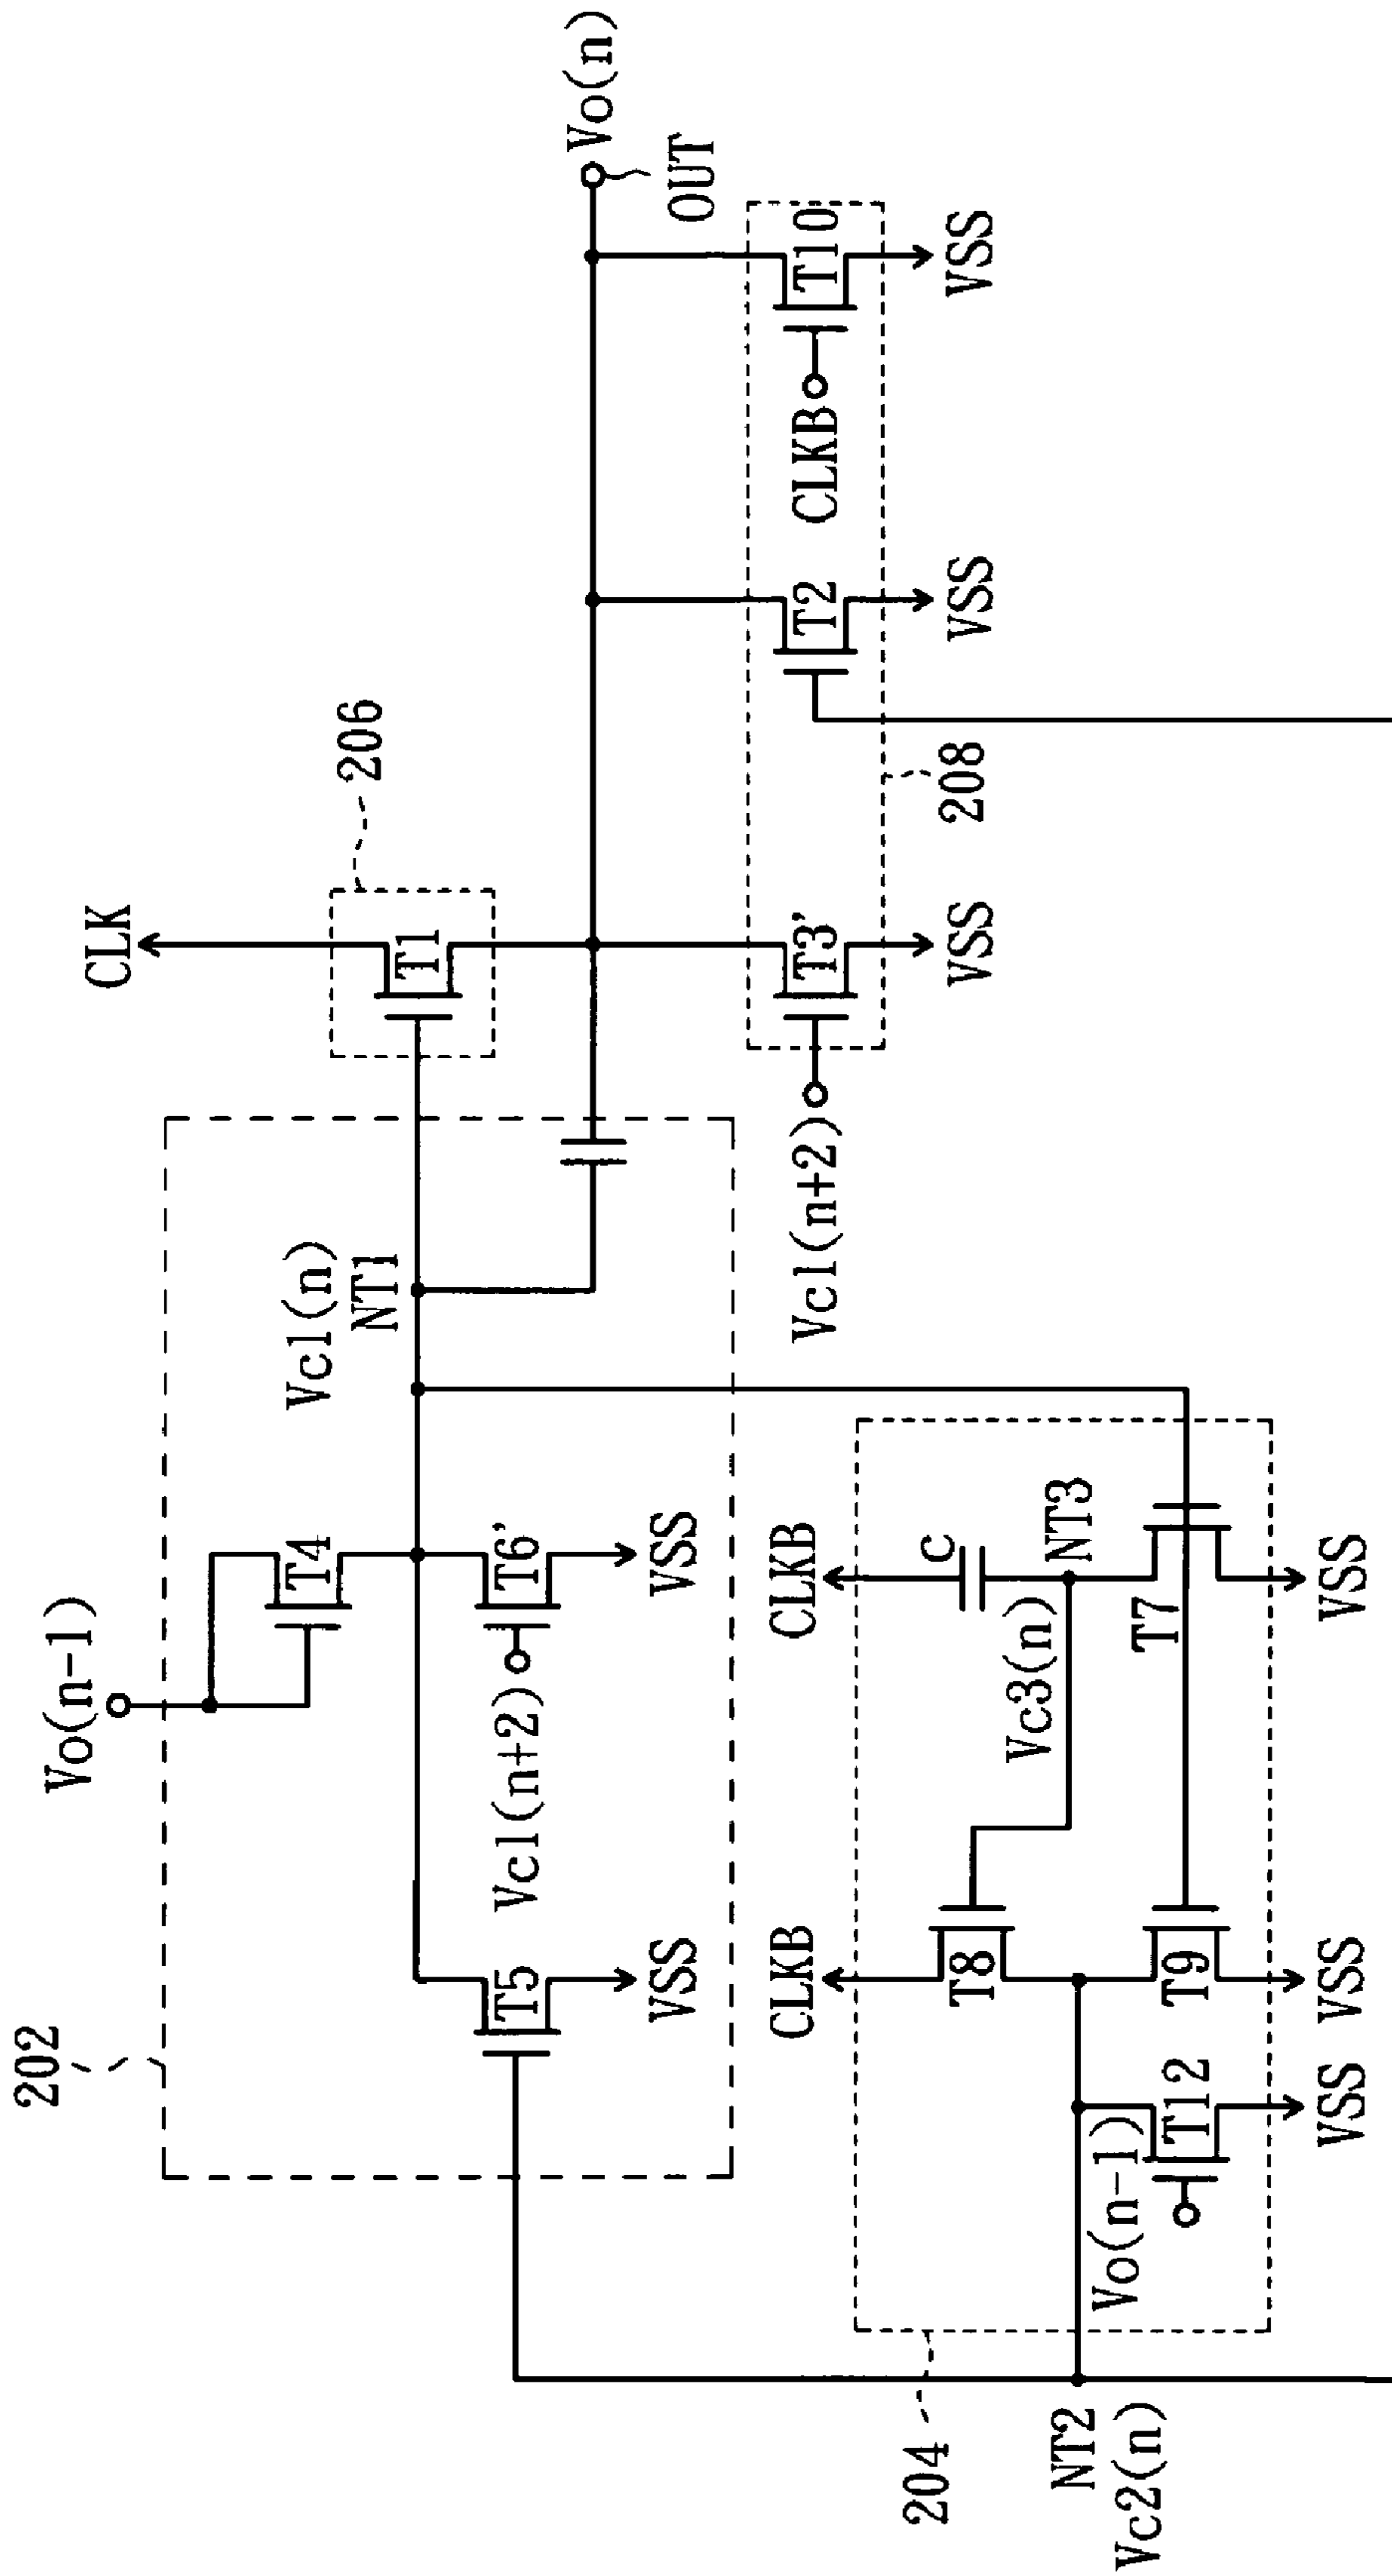 202
Vo(n-1)
T4
T5
T6'
Vc1(n+2)
VSS
VSS
Vc1(n)
NT1
CLK
206
T1
Vo(n)
OUT
T3'
T2
T10
Vc1(n+2)
CLKB
208
VSS
VSS
VSS
204
CLKB
CLKB
C
T8
Vc3(n)
NT3
NT2
Vc2(n)
Vo(n-1)
T12
T9
T7
VSS
VSS
VSS